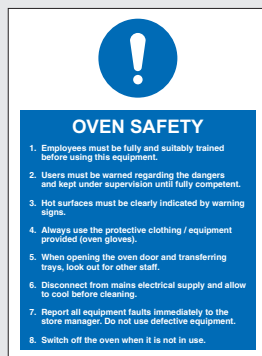 OVEN SAFETY
1. Employees must be fully and suitably trained
before using this equipment.
2. Users must be warned regarding the dangers
and kept under supervision until fully competent.
3. Hot surfaces must be clearly indicated by warning
signs.
4. Always use the protective clothing / equipment
provided (oven gloves).
5. When opening the oven door and transferring
trays, look out for other staff.
6. Disconnect from mains electrical supply and allow
to cool before cleaning.
7. Report all equipment faults immediately to the
store manager. Do not use defective equipment.
8. Switch off the oven when it is not in use.